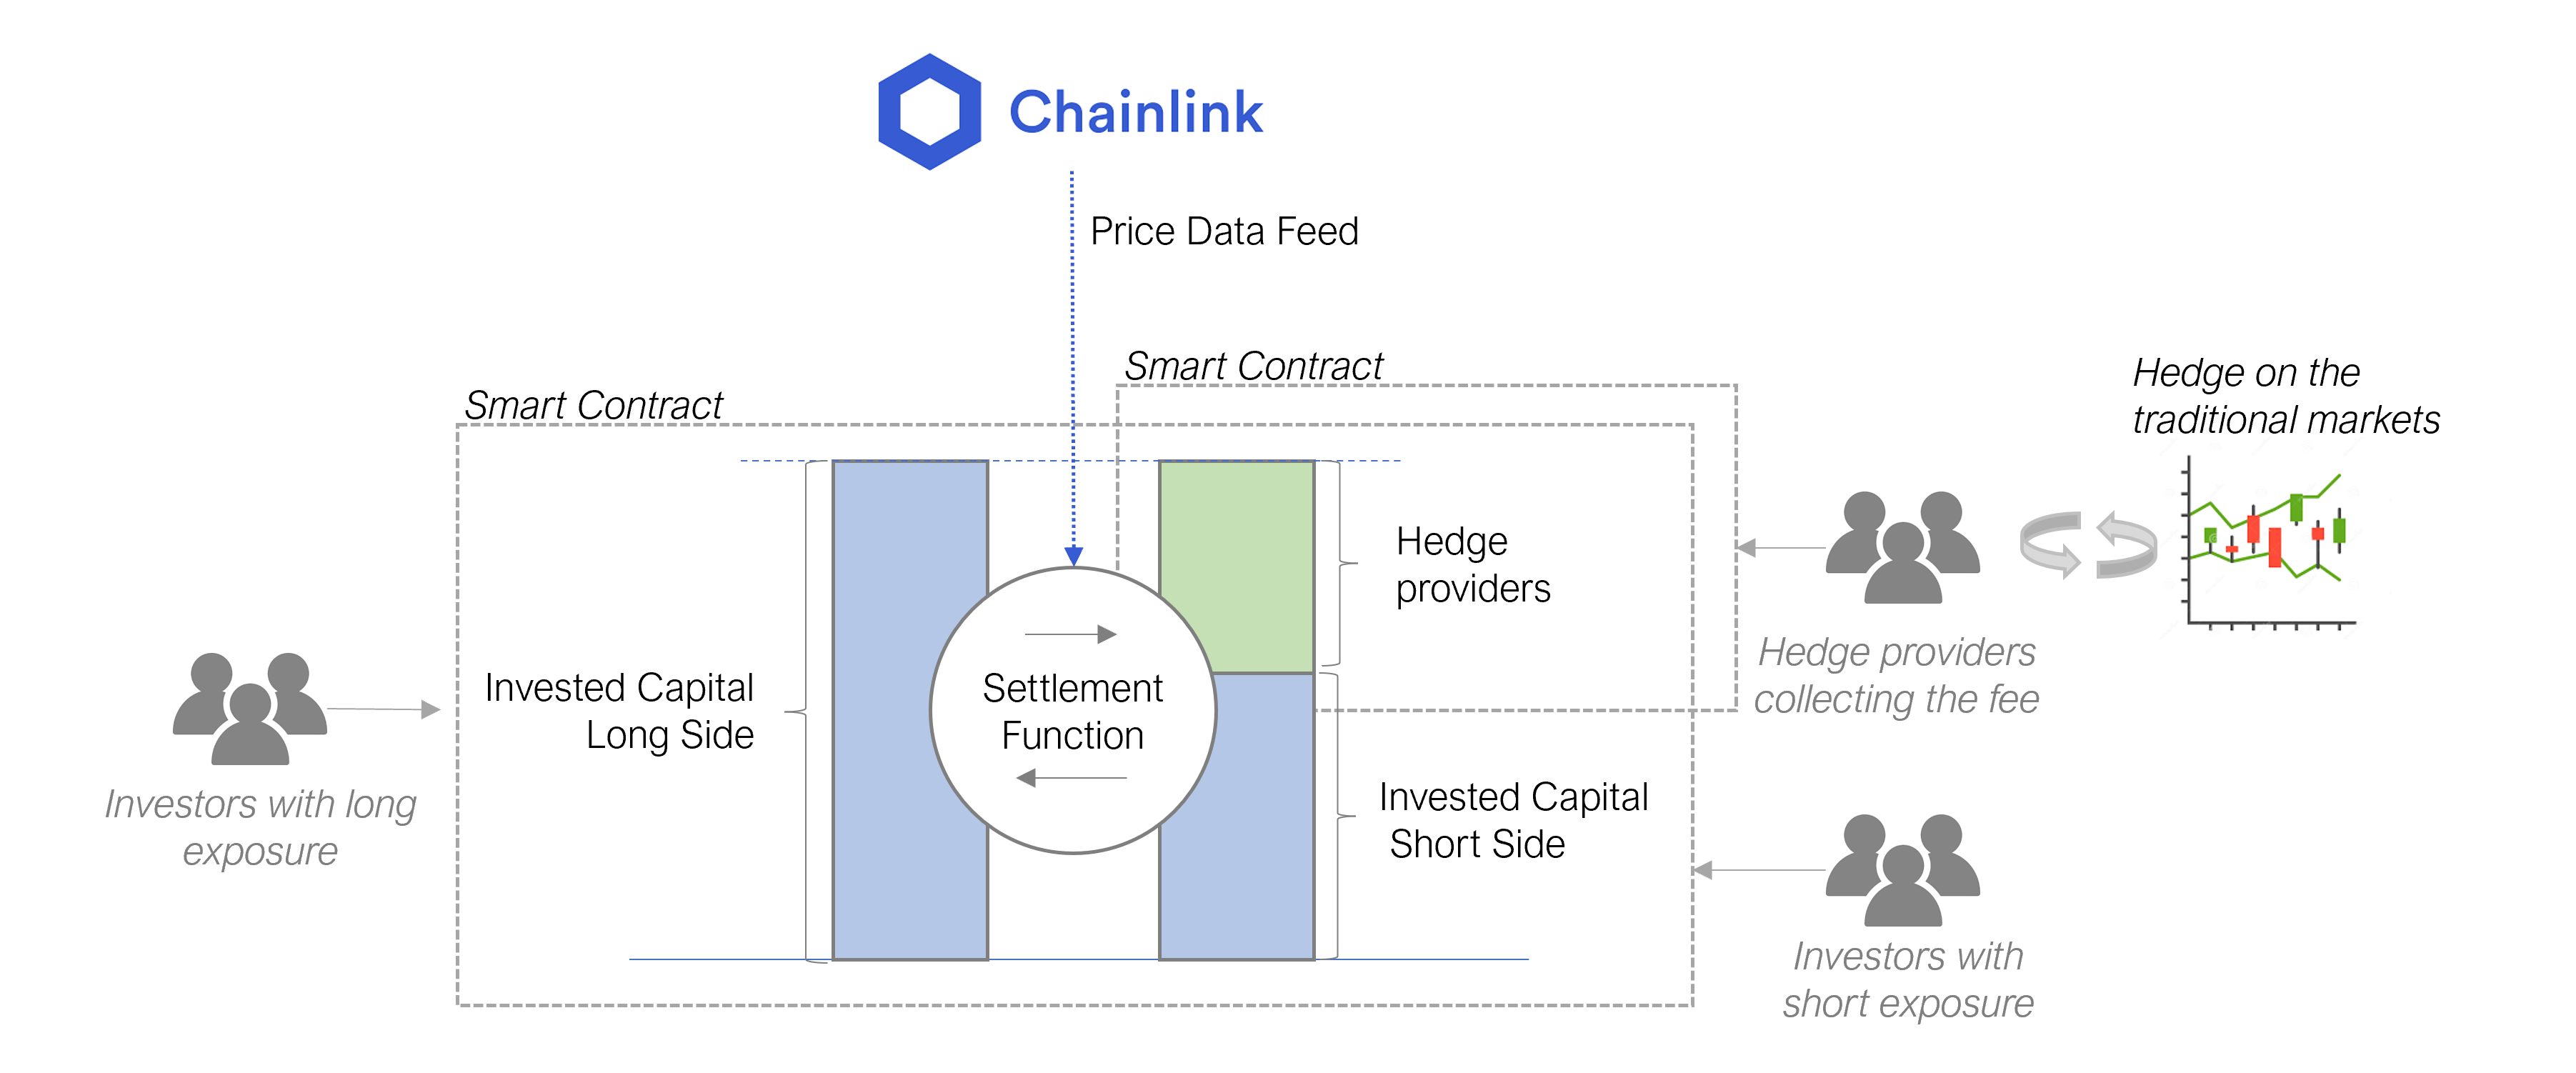 Chainlink
Price Data Feed
Smart Contract
Smart Contract
Hedge on the
traditional markets
Hedge
providers
Invested Capital
Long Side
Settlement
Function
Hedge providers
collecting the fee
Invested Capital
Short Side
Investors with long
exposure
Investors with
short exposure